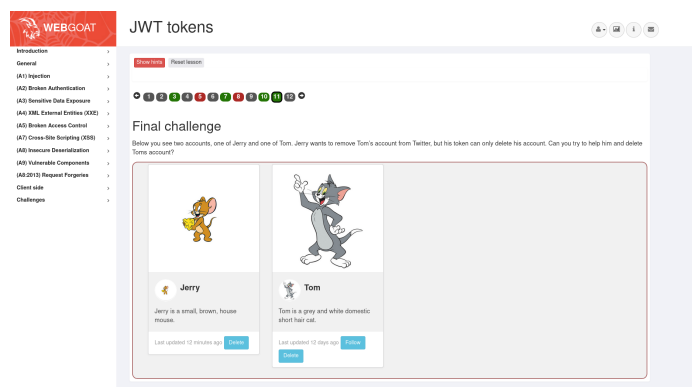 WEBGOAT
JWT tokens
Introduction
General
(A1) Injection
(A2) Broken Authentication
(A3) Sensitive Data Exposure
(A4) XML External Entities (XXE)
(A5) Broken Access Control
(A7) Cross-Site Scripting (XSS)
(A8) Insecure Deserialization
(A9) Vulnerable Components
(A8:2013) Request Forgeries
Client side
Challenges
Show hints Reset lesson
1 2 3 4 5 6 7 8 9 10 11 12
Final challenge
Below you see two accounts, one of Jerry and one of Tom. Jerry wants to remove Tom's account from Twitter, but his token can only delete his account. Can you try to help him and delete
Toms account?
Jerry
Jerry is a small, brown, house
mouse.
Last updated 12 minutes ago Delete
Tom
Tom is a grey and white domestic
short hair cat.
Last updated 12 days ago Follow
Delete